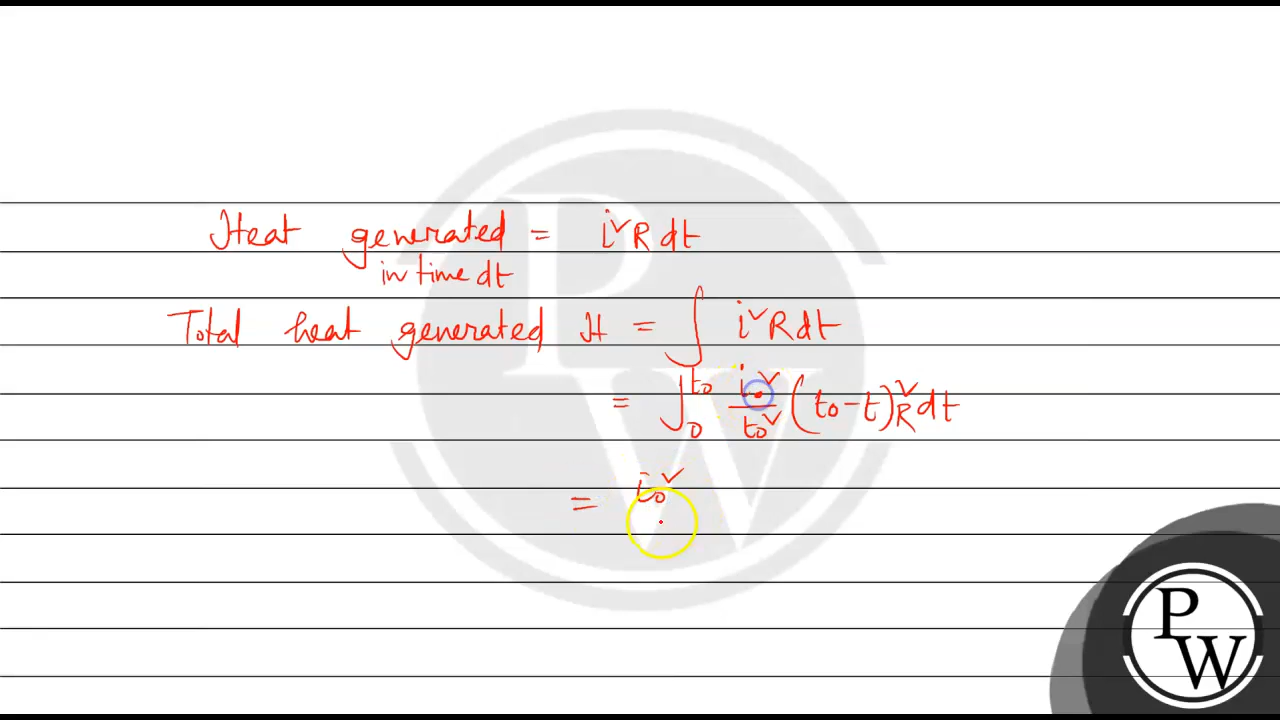 Heat generated = i²R dt
in time dt
Total heat generated H = ∫ i²R dt
= ∫₀^t₀ i₀²/t₀² (t₀ - t)² R dt
= i₀²
P
W
P
W